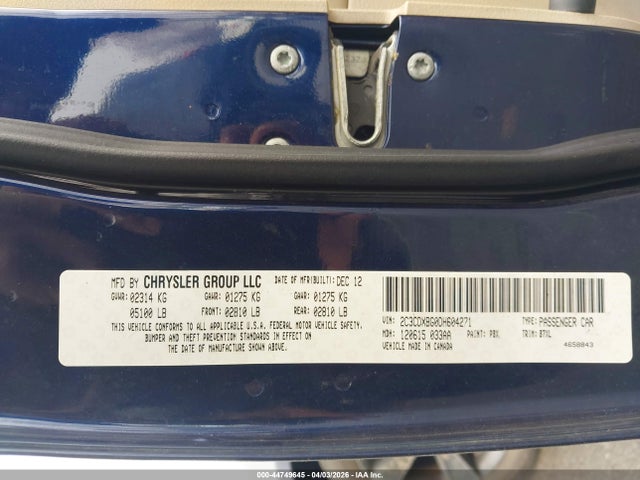 MFD BY CHRYSLER GROUP LLC DATE OF MFR(BUILT): DEC 12
GVWR: 02314 KG GAWR: 01275 KG GAWR: 01275 KG
05100 LB FRONT: 02810 LB REAR: 02810 LB
THIS VEHICLE CONFORMS TO ALL APPLICABLE U.S.A. FEDERAL MOTOR VEHICLE SAFETY,
BUMPER AND THEFT PREVENTION STANDARDS IN EFFECT ON
THE DATE OF MANUFACTURE SHOWN ABOVE.
VIN: 2C3CDXBG0DH604271 TYPE: PASSENGER CAR
MDH: 120615 033AA PAINT: PBX TRIM: B7XL
VEHICLE MADE IN CANADA 4658843
000-44749645 - 04/03/2026 - © IAA Inc.